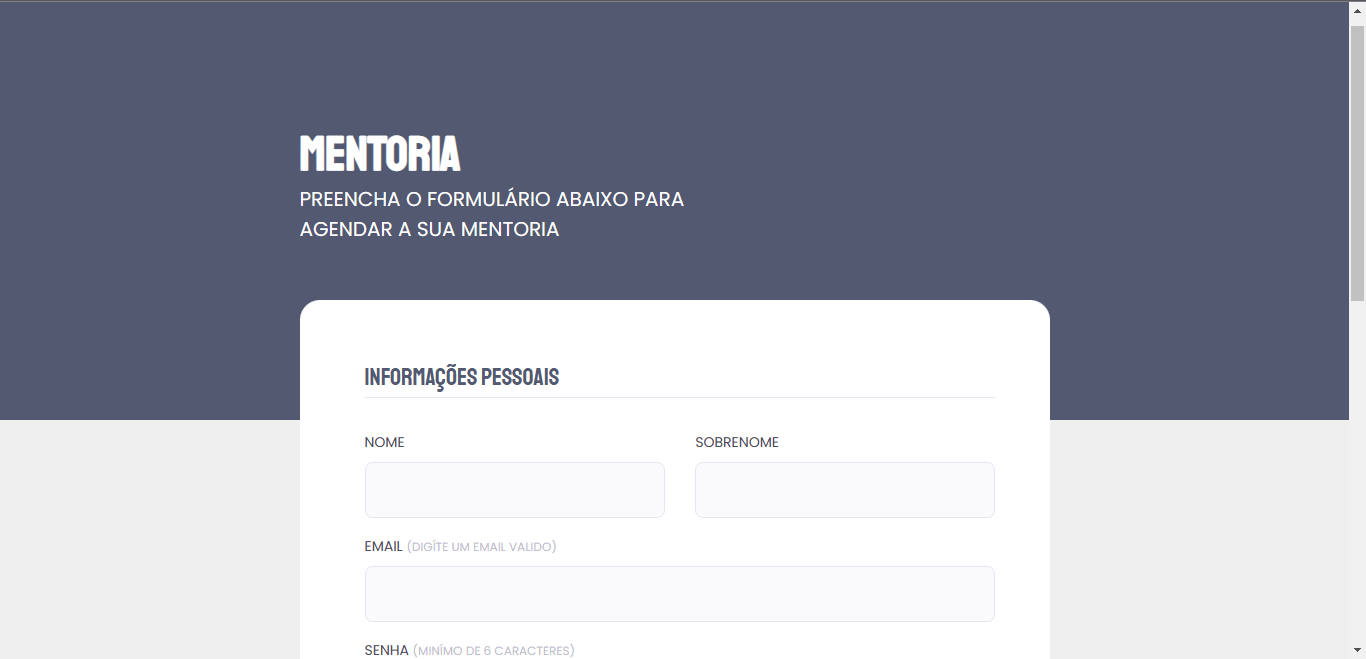 MENTORIA
PREENCHA O FORMULÁRIO ABAIXO PARA
AGENDAR A SUA MENTORIA
INFORMAÇÕES PESSOAIS
NOME
SOBRENOME
EMAIL (DIGÍTE UM EMAIL VALIDO)
SENHA (MINÍMO DE 6 CARACTERES)